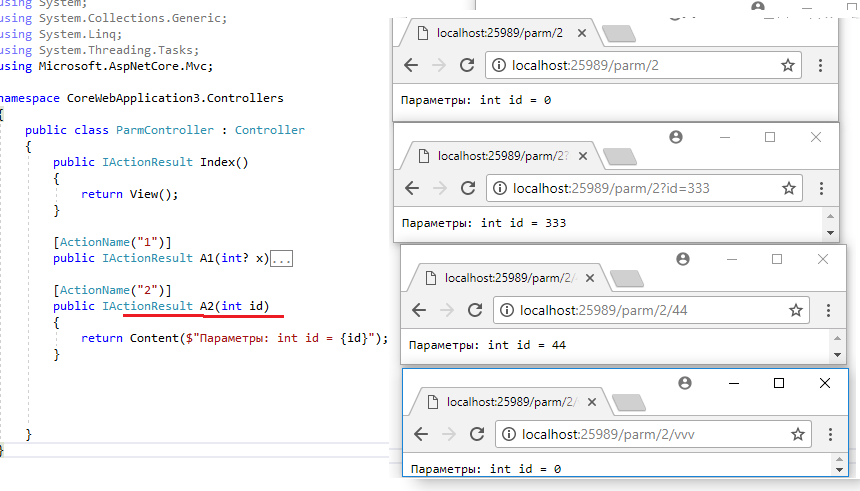 using System;
using System.Collections.Generic;
using System.Linq;
using System.Threading.Tasks;
using Microsoft.AspNetCore.Mvc;
namespace CoreWebApplication3.Controllers
{
public class ParmController : Controller
{
public IActionResult Index()
{
return View();
}
[ActionName("1")]
public IActionResult A1(int? x)...
[ActionName("2")]
public IActionResult A2(int id)
{
return Content($"Параметры: int id = {id}");
}
}
}
localhost:25989/parm/2
localhost:25989/parm/2
Параметры: int id = 0
localhost:25989/parm/2?
localhost:25989/parm/2?id=333
Параметры: int id = 333
localhost:25989/parm/2/
localhost:25989/parm/2/44
Параметры: int id = 44
localhost:25989/parm/2/
localhost:25989/parm/2/vvv
Параметры: int id = 0